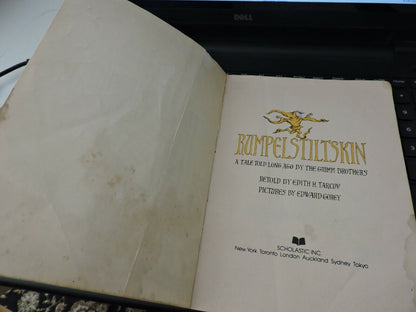 DELL
RUMPELSTILTSKIN
A TALE TOLD LONG AGO BY THE GRIMM BROTHERS
RETOLD BY EDITH H. TARCOV
PICTURES BY EDWARD GOREY
SCHOLASTIC INC.
New York Toronto London Auckland Sydney Tokyo